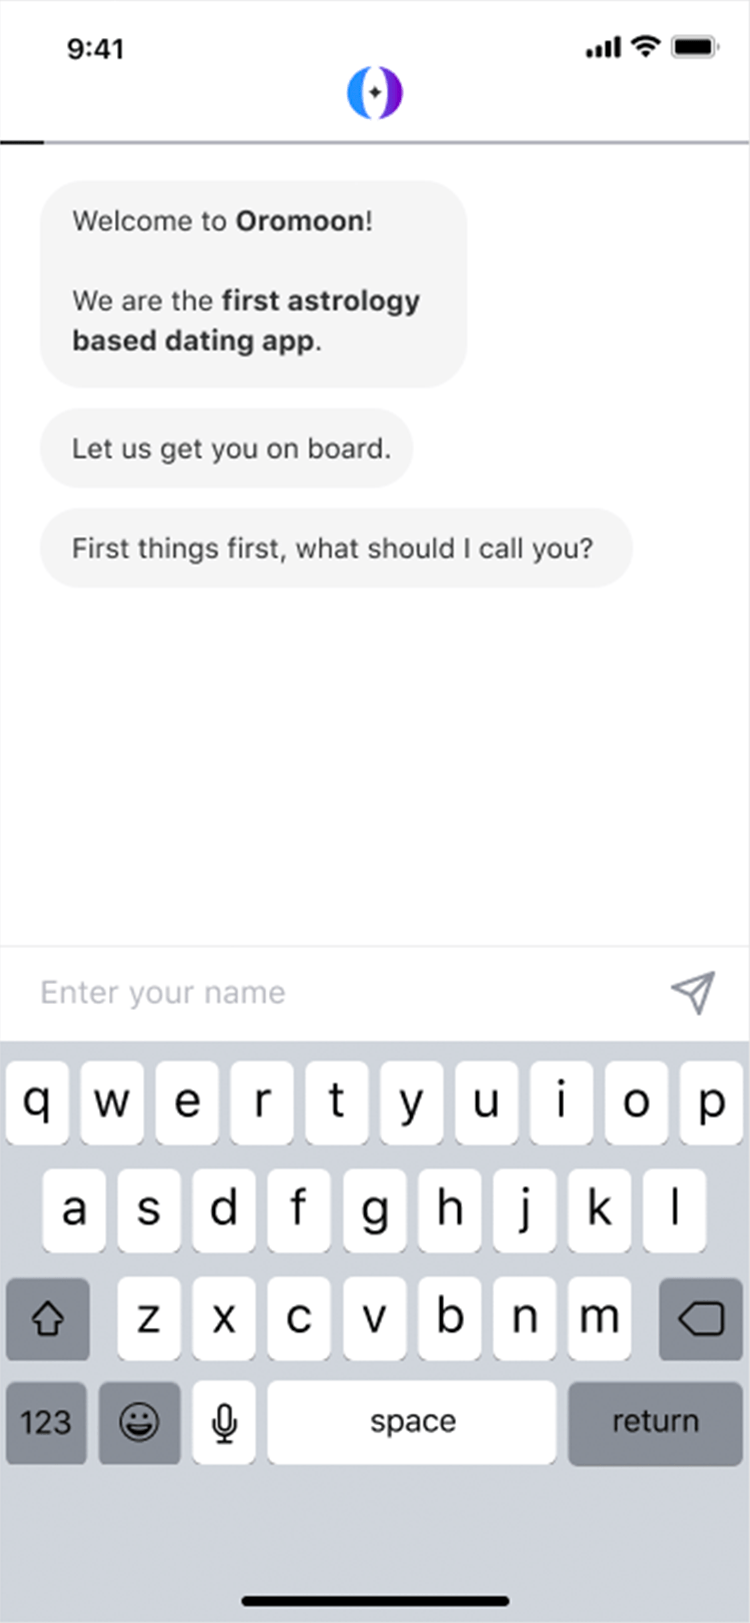 9:41
Welcome to Oromoon!
We are the first astrology
based dating app.
Let us get you on board.
First things first, what should I call you?
Enter your name
q w e r t y u i o p
a s d f g h j k l
z x c v b n m
123 space return